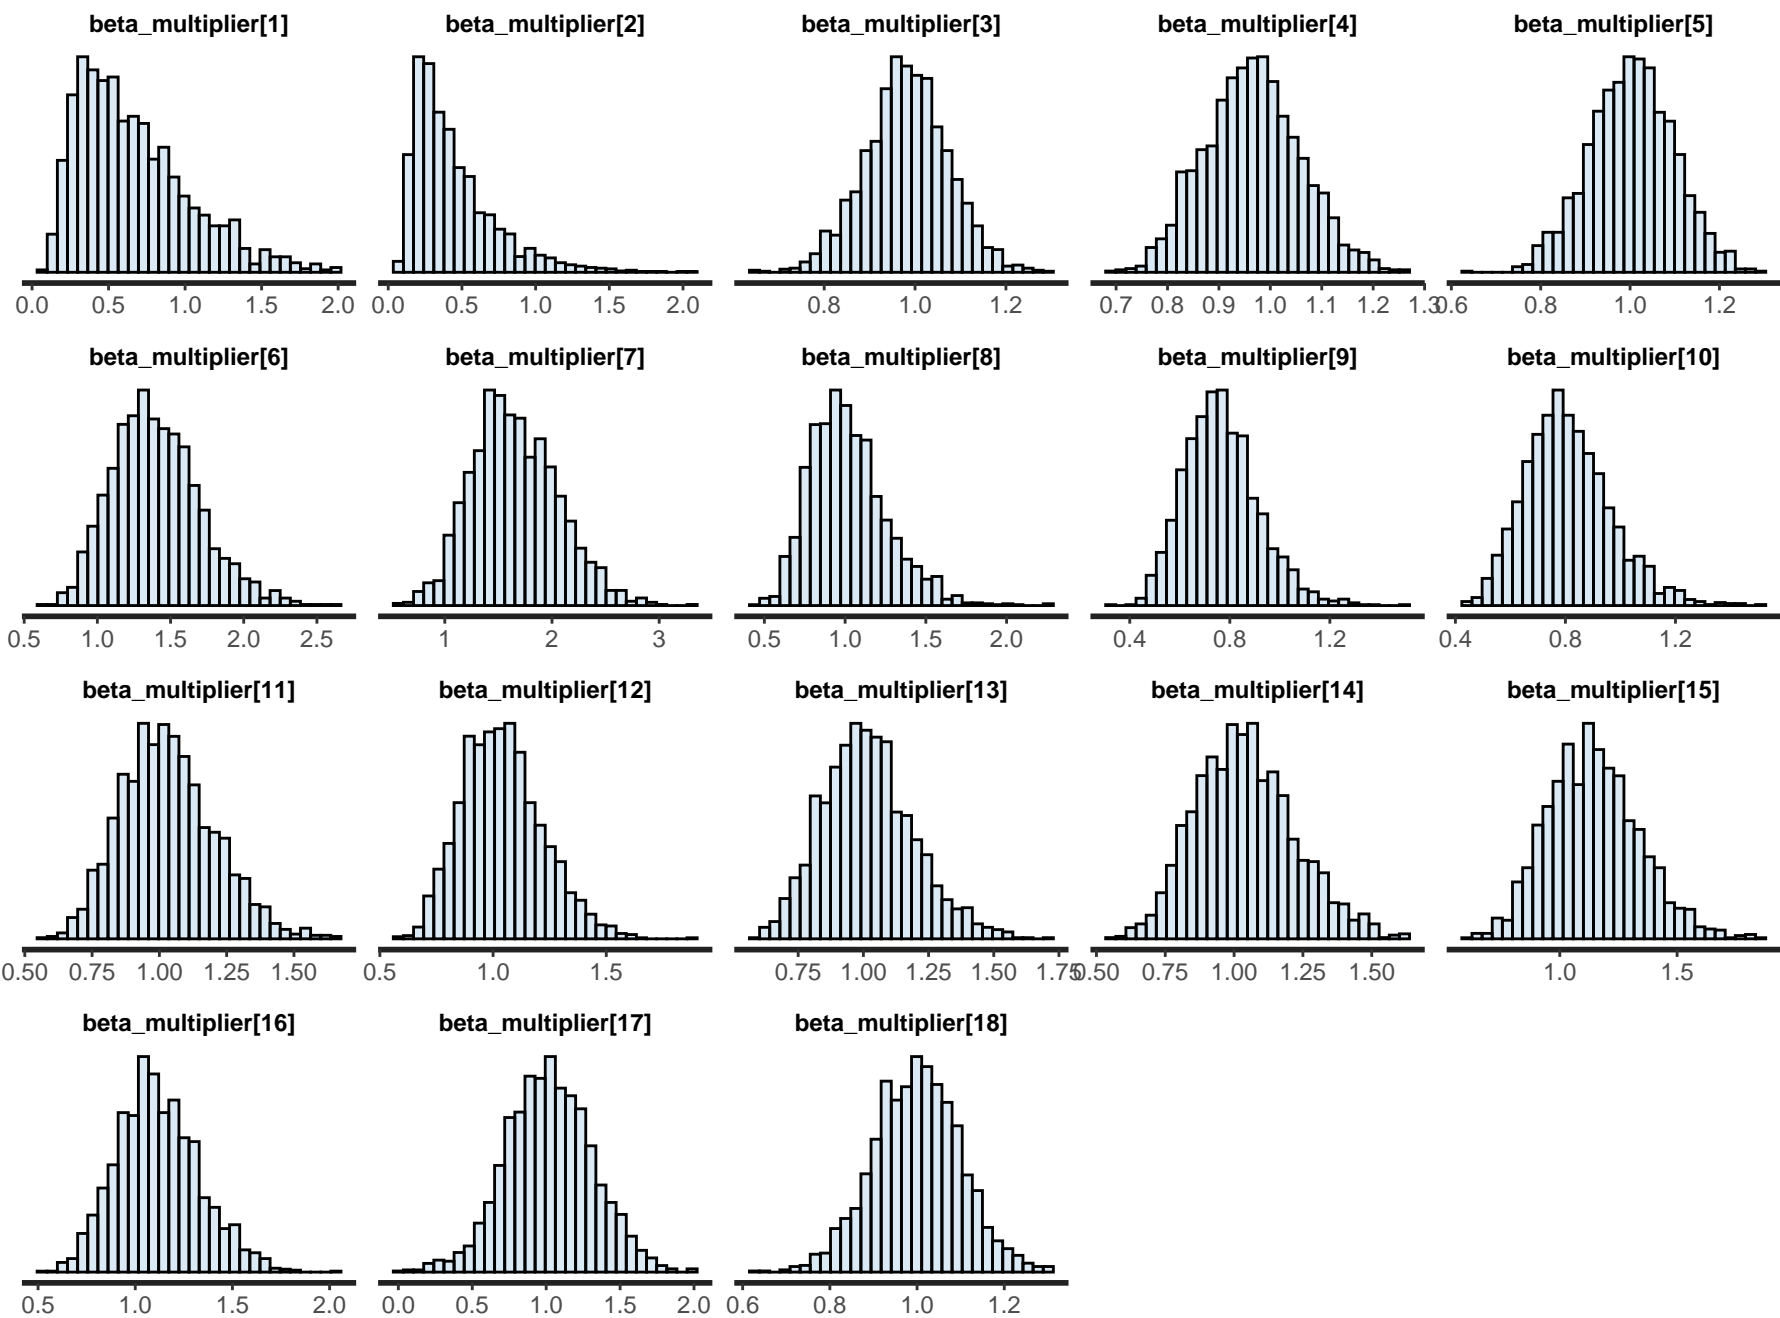 beta_multiplier[1] beta_multiplier[2] beta_multiplier[3] beta_multiplier[4] beta_multiplier[5]
0.0 0.5 1.0 1.5 2.0 0.0 0.5 1.0 1.5 2.0 0.8 1.0 1.2 0.7 0.8 0.9 1.0 1.1 1.2 1.3 0.6 0.8 1.0 1.2
beta_multiplier[6] beta_multiplier[7] beta_multiplier[8] beta_multiplier[9] beta_multiplier[10]
0.5 1.0 1.5 2.0 2.5 1 2 3 0.5 1.0 1.5 2.0 0.4 0.8 1.2 0.4 0.8 1.2
beta_multiplier[11] beta_multiplier[12] beta_multiplier[13] beta_multiplier[14] beta_multiplier[15]
0.50 0.75 1.00 1.25 1.50 0.5 1.0 1.5 0.75 1.00 1.25 1.50 1.75 0.50 0.75 1.00 1.25 1.50 1.0 1.5
beta_multiplier[16] beta_multiplier[17] beta_multiplier[18]
0.5 1.0 1.5 2.0 0.0 0.5 1.0 1.5 2.0 0.6 0.8 1.0 1.2